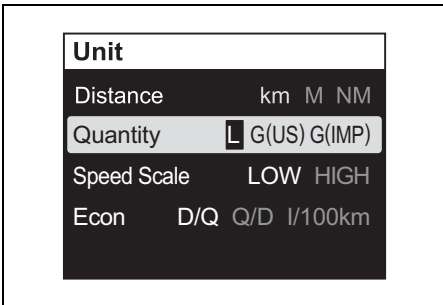 Unit
Distance km M NM
Quantity L G(US) G(IMP)
Speed Scale LOW HIGH
Econ D/Q Q/D l/100km